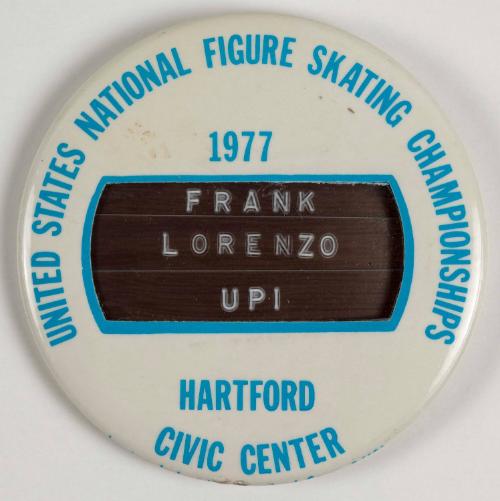 UNITED STATES NATIONAL FIGURE SKATING CHAMPIONSHIPS
1977
FRANK
LORENZO
UPI
HARTFORD
CIVIC CENTER